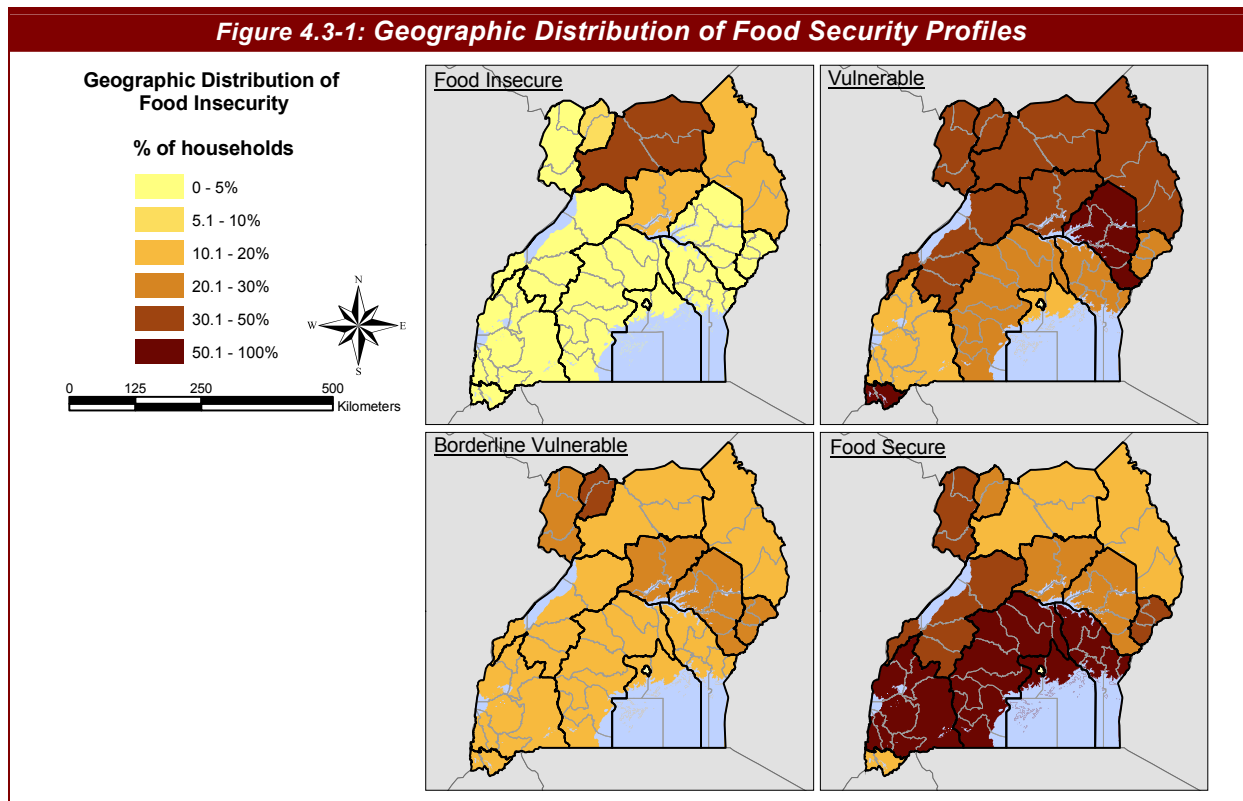 Figure 4.3-1: Geographic Distribution of Food Security Profiles
Geographic Distribution of
Food Insecurity
% of households
0 - 5%
5.1 - 10%
10.1 - 20%
20.1 - 30%
30.1 - 50%
50.1 - 100%
N
W E
S
0 125 250 500
Kilometers
Food Insecure
Vulnerable
Borderline Vulnerable
Food Secure